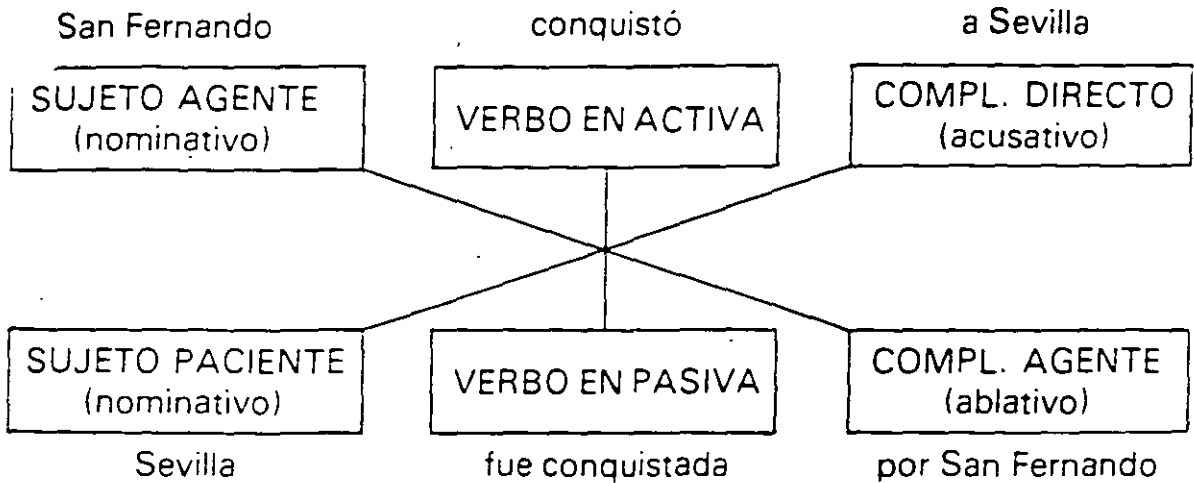 San Fernando conquistó a Sevilla
SUJETO AGENTE
(nominativo)
VERBO EN ACTIVA
COMPL. DIRECTO
(acusativo)
SUJETO PACIENTE
(nominativo)
VERBO EN PASIVA
COMPL. AGENTE
(ablativo)
Sevilla fue conquistada por San Fernando